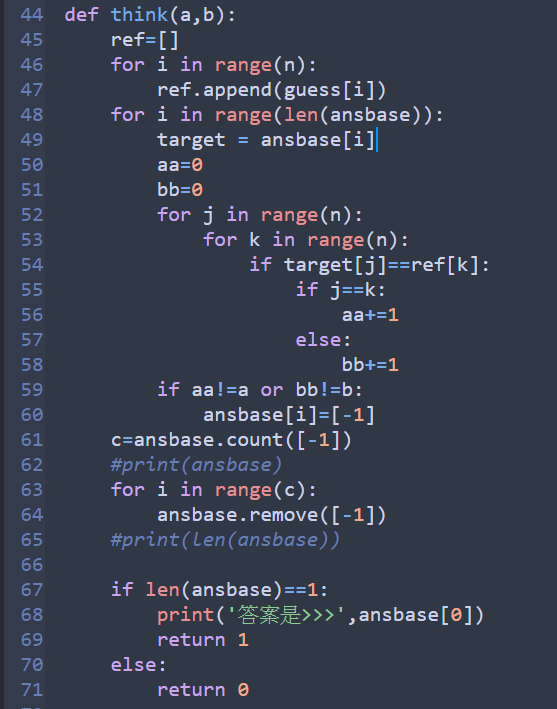 44 def think(a,b):
45     ref=[]
46     for i in range(n):
47         ref.append(guess[i])
48     for i in range(len(ansbase)):
49         target = ansbase[i]
50         aa=0
51         bb=0
52         for j in range(n):
53             for k in range(n):
54                 if target[j]==ref[k]:
55                     if j==k:
56                         aa+=1
57                     else:
58                         bb+=1
59         if aa!=a or bb!=b:
60             ansbase[i]=[-1]
61     c=ansbase.count([-1])
62     #print(ansbase)
63     for i in range(c):
64         ansbase.remove([-1])
65     #print(len(ansbase))
66
67     if len(ansbase)==1:
68         print('答案是>>>',ansbase[0])
69         return 1
70     else:
71         return 0